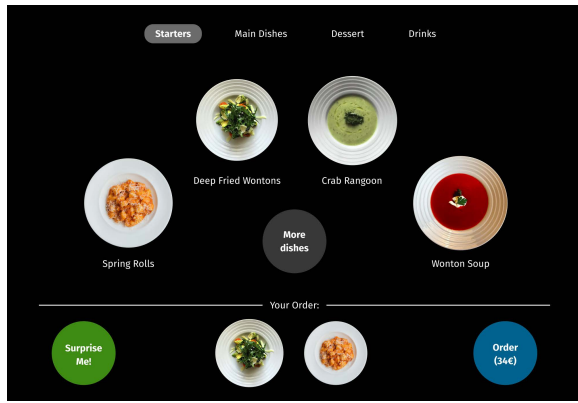 Starters
Main Dishes
Dessert
Drinks
Deep Fried Wontons
Crab Rangoon
Spring Rolls
More
dishes
Wonton Soup
Your Order:
Surprise
Me!
Order
(34€)